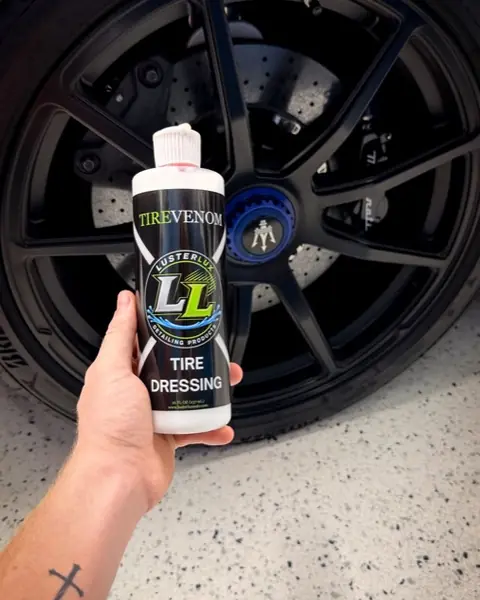 TIREVENOM
LUSTERLUX
LL
DETAILING PRODUCTS
TIRE
DRESSING